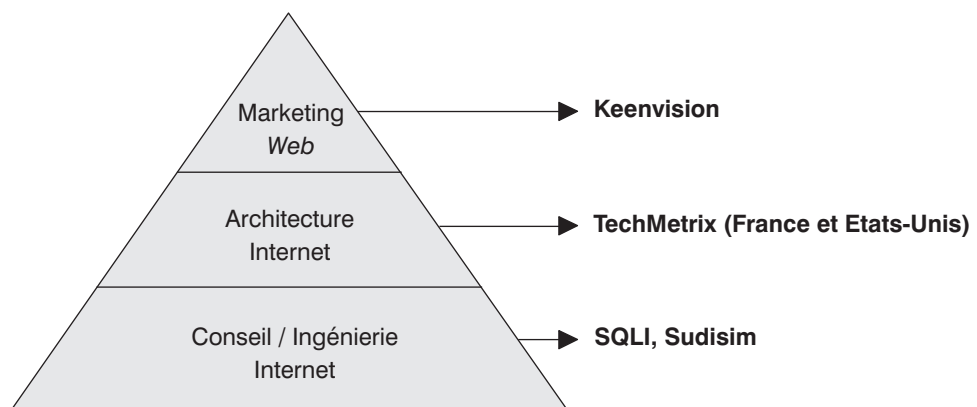 Marketing
Web
Keenvision
Architecture
Internet
TechMetrix (France et Etats-Unis)
Conseil / Ingénierie
Internet
SQLI, Sudisim